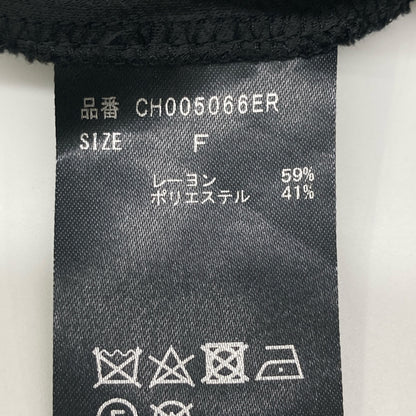 品番 CH005066ER
SIZE F
レーヨン 59%
ポリエステル 41%